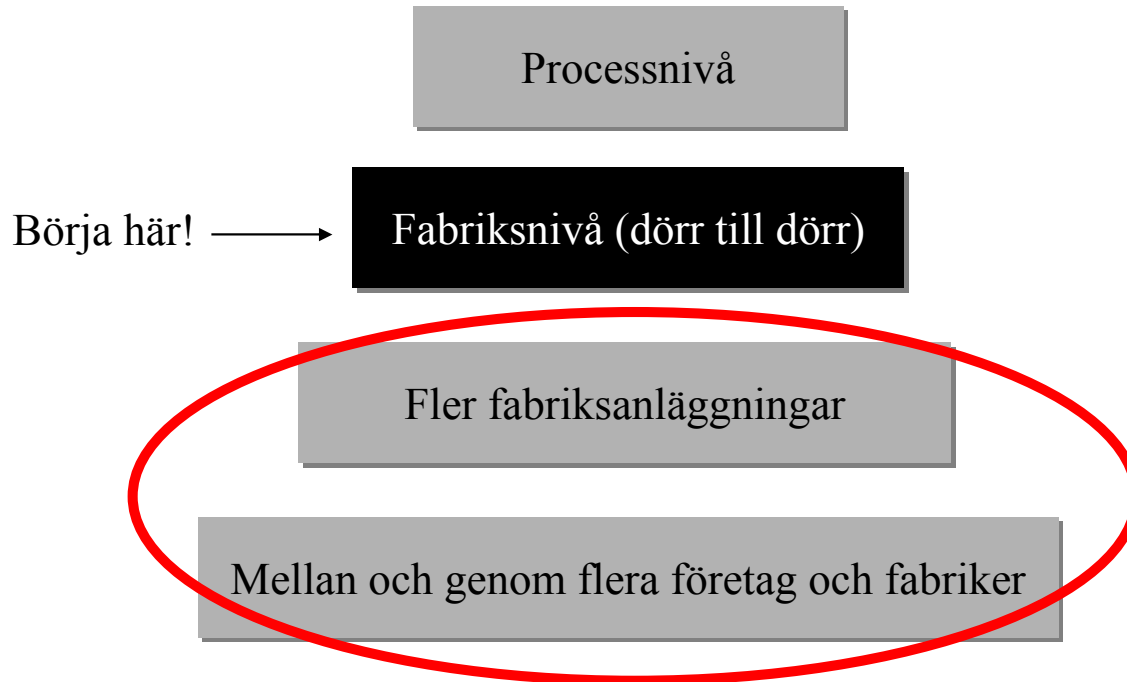 Processnivå
Börja här!
Fabriksnivå (dörr till dörr)
Fler fabriksanläggningar
Mellan och genom flera företag och fabriker